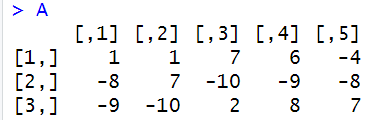 > A
     [,1] [,2] [,3] [,4] [,5]
[1,]    1    1    7    6   -4
[2,]   -8    7  -10   -9   -8
[3,]   -9  -10    2    8    7